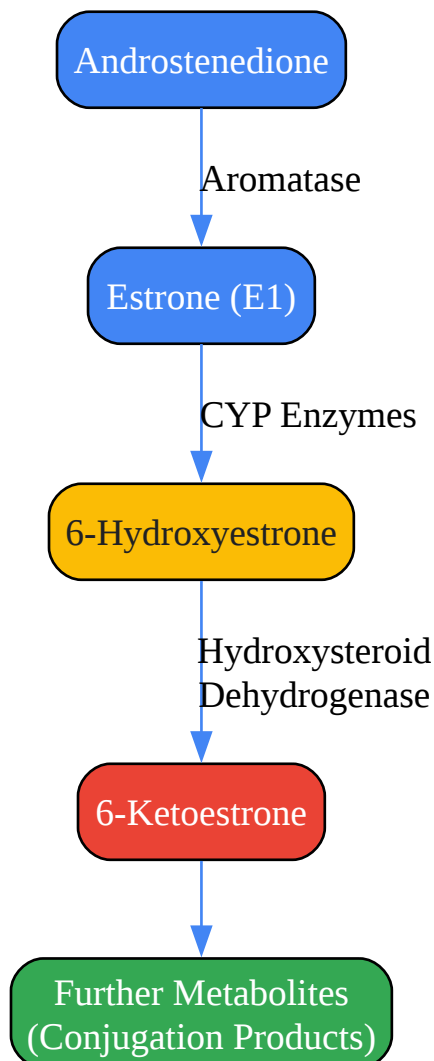 Androstenedione
Aromatase
Estrone (E1)
CYP Enzymes
6-Hydroxyestrone
Hydroxysteroid
Dehydrogenase
6-Ketoestrone
Further Metabolites
(Conjugation Products)